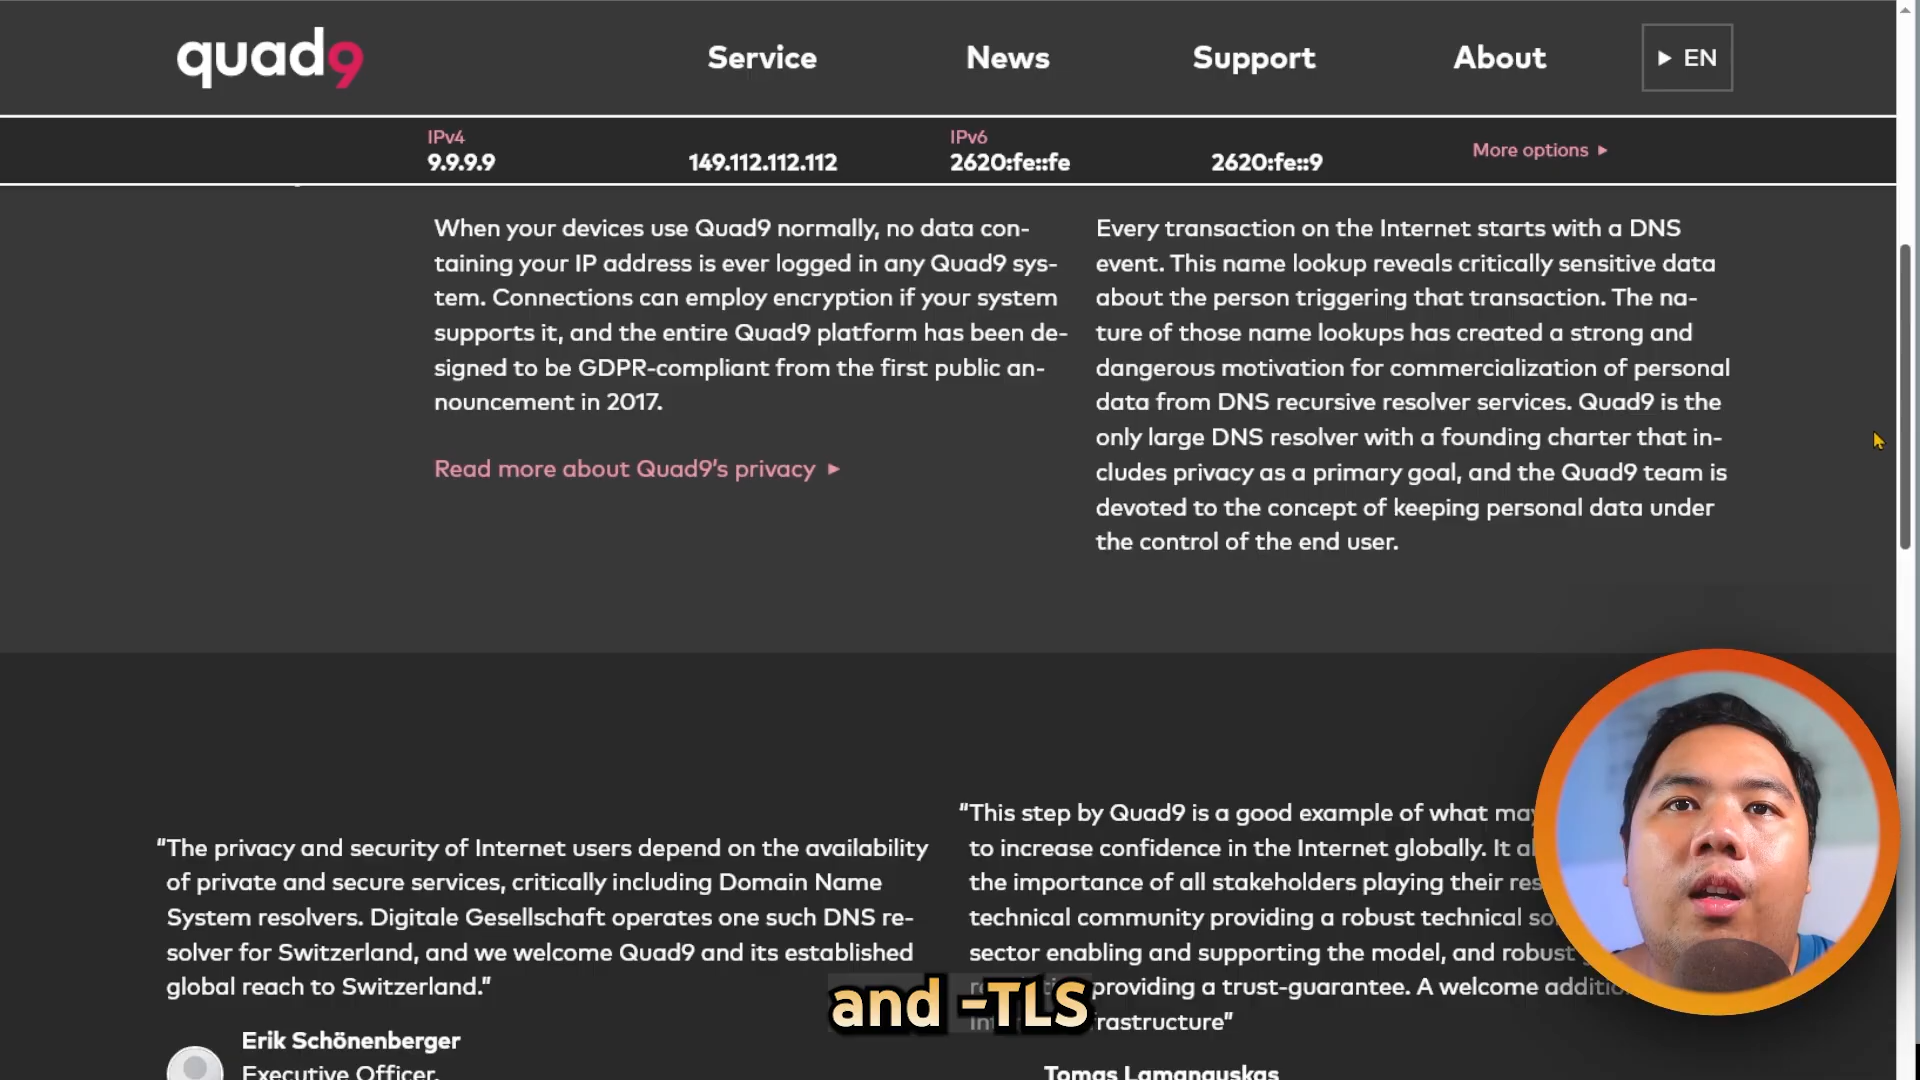 quad9
Service
News
Support
About
▶ EN
IPv4
9.9.9.9
149.112.112.112
IPv6
2620:fe::fe
2620:fe::9
More options ▶
When your devices use Quad9 normally, no data con-
taining your IP address is ever logged in any Quad9 sys-
tem. Connections can employ encryption if your system
supports it, and the entire Quad9 platform has been de-
signed to be GDPR-compliant from the first public an-
nouncement in 2017.
Read more about Quad9’s privacy ▶
Every transaction on the Internet starts with a DNS
event. This name lookup reveals critically sensitive data
about the person triggering that transaction. The na-
ture of those name lookups has created a strong and
dangerous motivation for commercialization of personal
data from DNS recursive resolver services. Quad9 is the
only large DNS resolver with a founding charter that in-
cludes privacy as a primary goal, and the Quad9 team is
devoted to the concept of keeping personal data under
the control of the end user.
“The privacy and security of Internet users depend on the availability
of private and secure services, critically including Domain Name
System resolvers. Digitale Gesellschaft operates one such DNS re-
solver for Switzerland, and we welcome Quad9 and its established
global reach to Switzerland.”
Erik Schönenberger
Executive Officer,
“This step by Quad9 is a good example of what may
to increase confidence in the Internet globally. It
the importance of all stakeholders playing their
technical community providing a robust technical
sector enabling and supporting the model, and robust
providing a trust-guarantee. A welcome
rastructure”
Tomas Lamanauskas
and -TLS